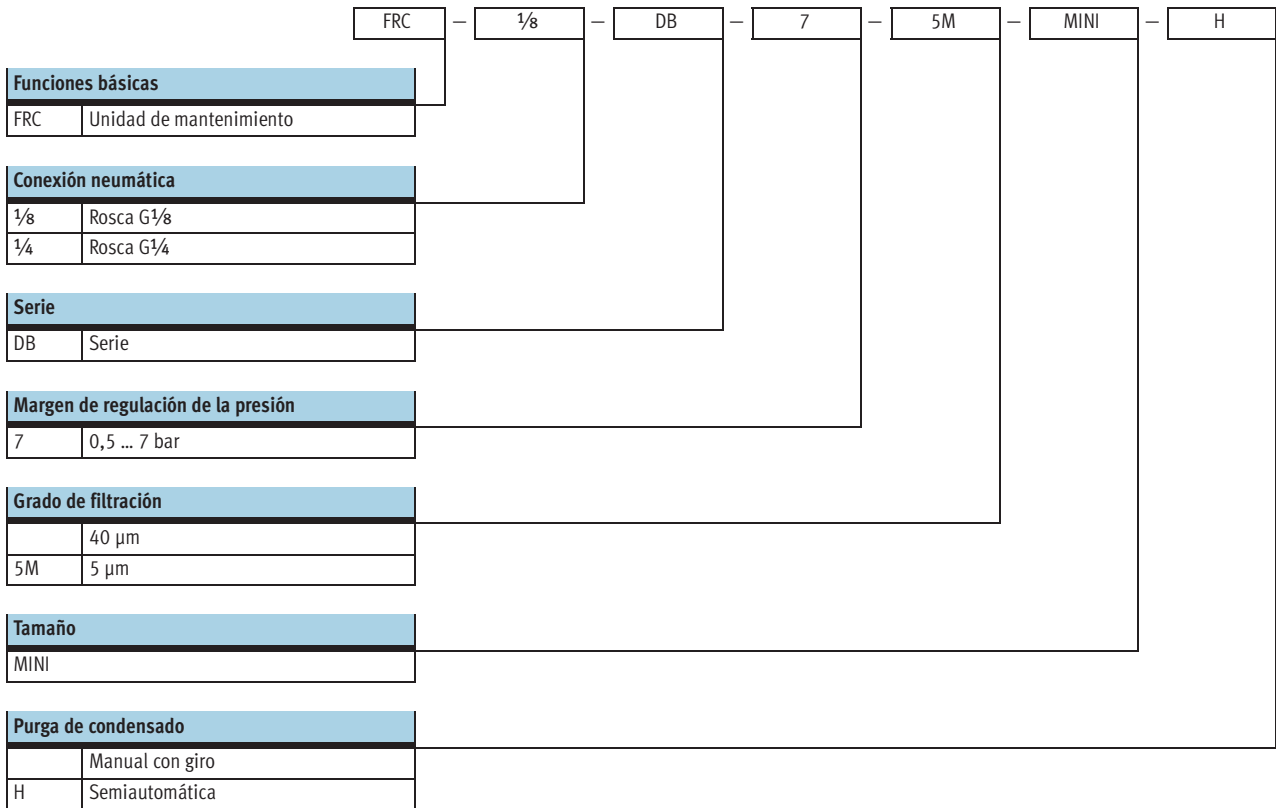 FRC – 1⁄8 – DB – 7 – 5M – MINI – H
Funciones básicas
FRC Unidad de mantenimiento
Conexión neumática
1⁄8 Rosca G1⁄8
1⁄4 Rosca G1⁄4
Serie
DB Serie
Margen de regulación de la presión
7 0,5 … 7 bar
Grado de filtración
40 µm
5M 5 µm
Tamaño
MINI
Purga de condensado
Manual con giro
H Semiautomática